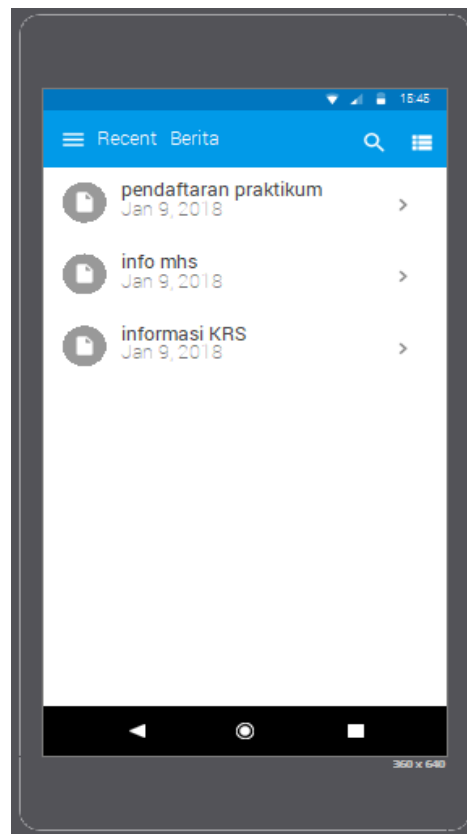 15:45
Recent Berita
pendaftaran praktikum
Jan 9, 2018
info mhs
Jan 9, 2018
informasi KRS
Jan 9, 2018
360 x 640